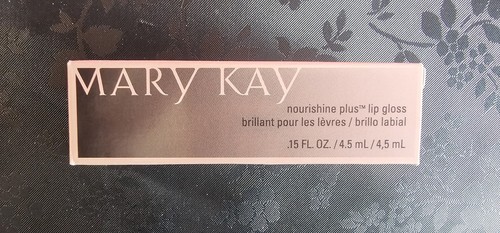 MARY KAY
nourishine plus™ lip gloss
brillant pour les lèvres / brillo labial
.15 FL. OZ. / 4.5 mL / 4,5 mL